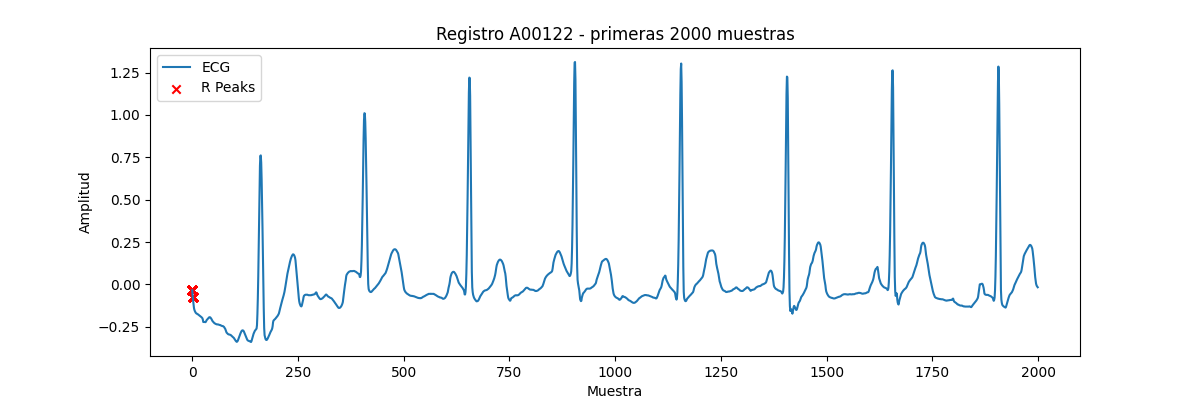 Registro A00122 - primeras 2000 muestras
ECG
R Peaks
Amplitud
1.25
1.00
0.75
0.50
0.25
0.00
−0.25
0 250 500 750 1000 1250 1500 1750 2000
Muestra